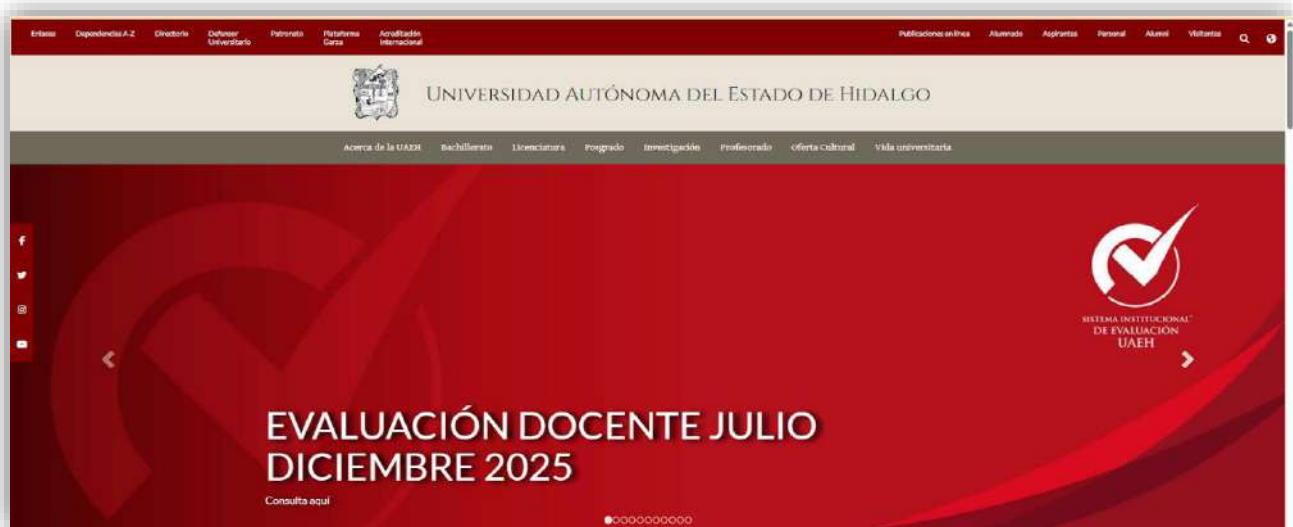 Enlaces Dependencias A-Z Directorio Defensor Universitario Patronato Plataforma Garza Acreditación Internacional Publicaciones en línea Alumnado Aspirantes Personal Alumni Visitantes
UNIVERSIDAD AUTÓNOMA DEL ESTADO DE HIDALGO
Acerca de la UAEH Bachillerato Licenciatura Posgrado Investigación Profesorado Oferta Cultural Vida universitaria
SISTEMA INSTITUCIONAL
DE EVALUACIÓN
UAEH
EVALUACIÓN DOCENTE JULIO
DICIEMBRE 2025
Consulta aquí